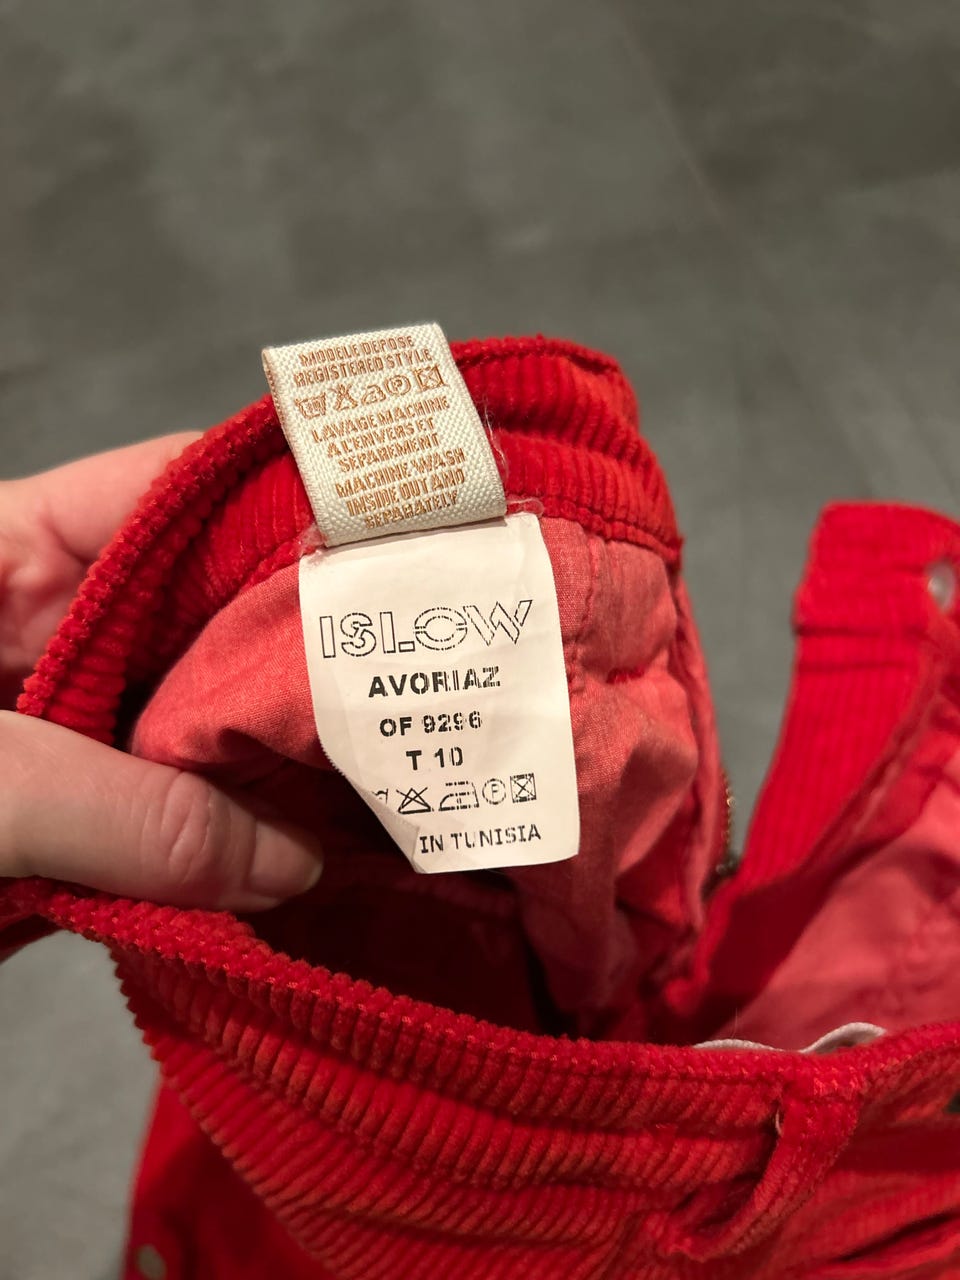 MODELE DEPOSE
REGISTERED STYLE
LAVAGE MACHINE
A L'ENVERS ET
SEPAREMENT
MACHINE WASH
INSIDE OUT AND
SEPARATELY
ISLOW
AVORIAZ
OF 9296
T 10
P
IN TUNISIA